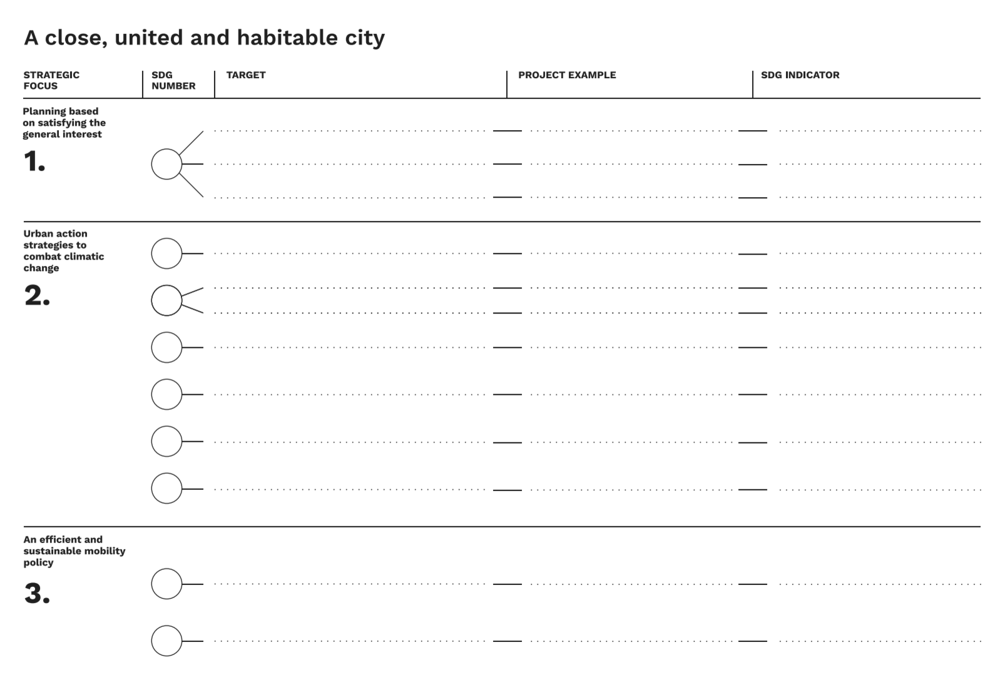 A close, united and habitable city
STRATEGIC
FOCUS
SDG
NUMBER
TARGET
PROJECT EXAMPLE
SDG INDICATOR
Planning based
on satisfying the
general interest
1.
Urban action
strategies to
combat climatic
change
2.
An efficient and
sustainable mobility
policy
3.